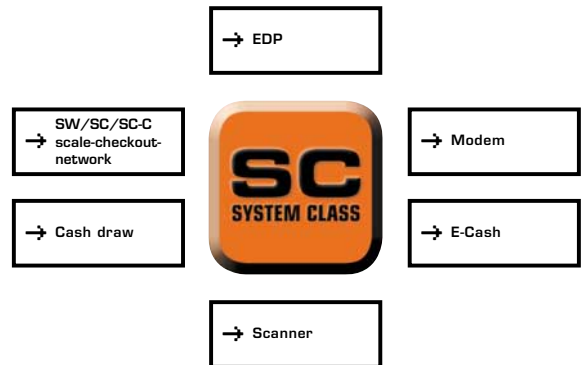 → EDP
SW/SC/SC-C
→ scale-checkout-
network
→ Modem
SC
SYSTEM CLASS
→ Cash draw
→ E-Cash
→ Scanner